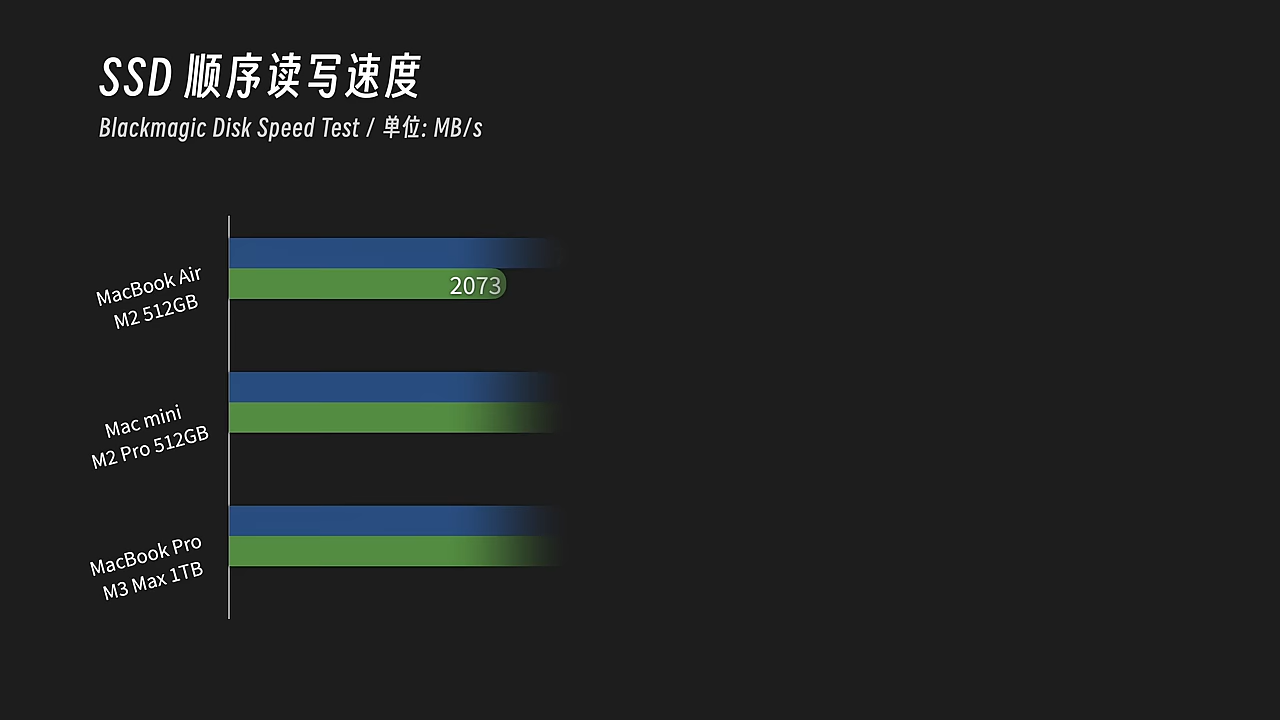 SSD 顺序读写速度
Blackmagic Disk Speed Test / 单位: MB/s
2073
MacBook Air
M2 512GB
Mac mini
M2 Pro 512GB
MacBook Pro
M3 Max 1TB